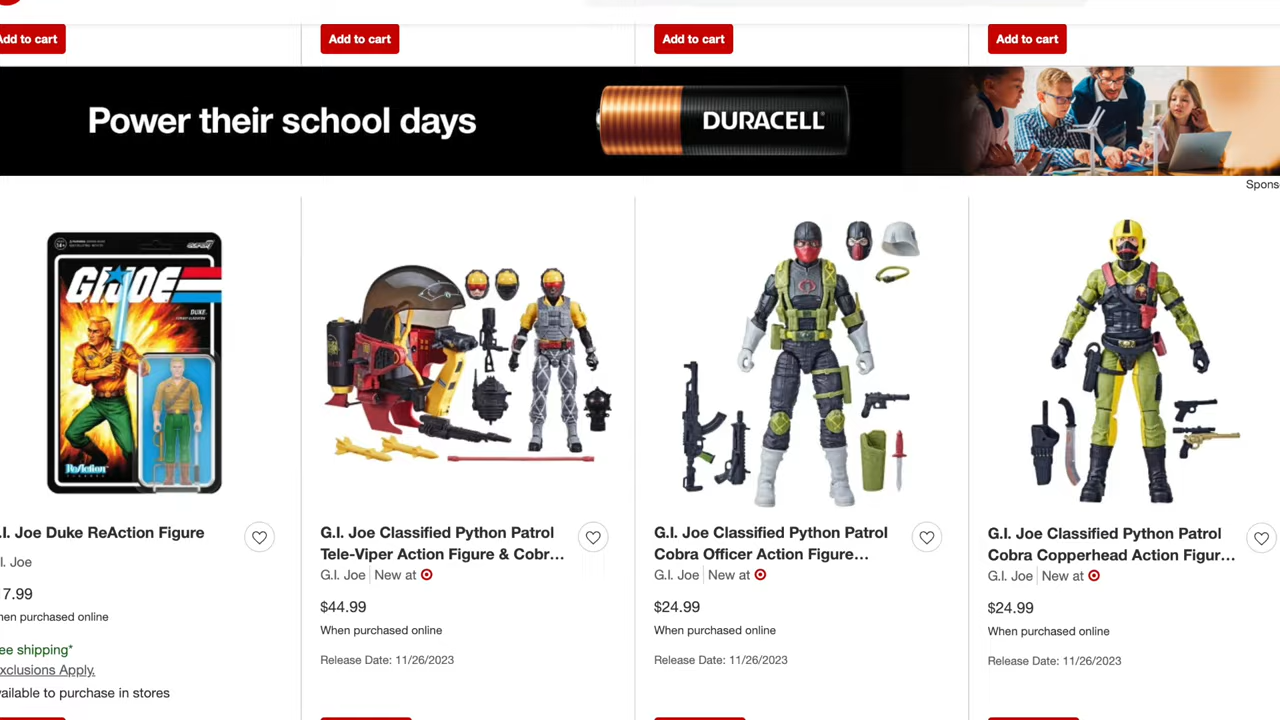 Add to cart
Add to cart
Add to cart
Add to cart
Power their school days
DURACELL
Spons
GIJOE
DUKE
ReAction
.I. Joe Duke ReAction Figure
I. Joe
7.99
hen purchased online
ee shipping*
xclusions Apply.
vailable to purchase in stores
G.I. Joe Classified Python Patrol
Tele-Viper Action Figure & Cobr...
G.I. Joe New at
$44.99
When purchased online
Release Date: 11/26/2023
G.I. Joe Classified Python Patrol
Cobra Officer Action Figure...
G.I. Joe New at
$24.99
When purchased online
Release Date: 11/26/2023
G.I. Joe Classified Python Patrol
Cobra Copperhead Action Figur...
G.I. Joe New at
$24.99
When purchased online
Release Date: 11/26/2023